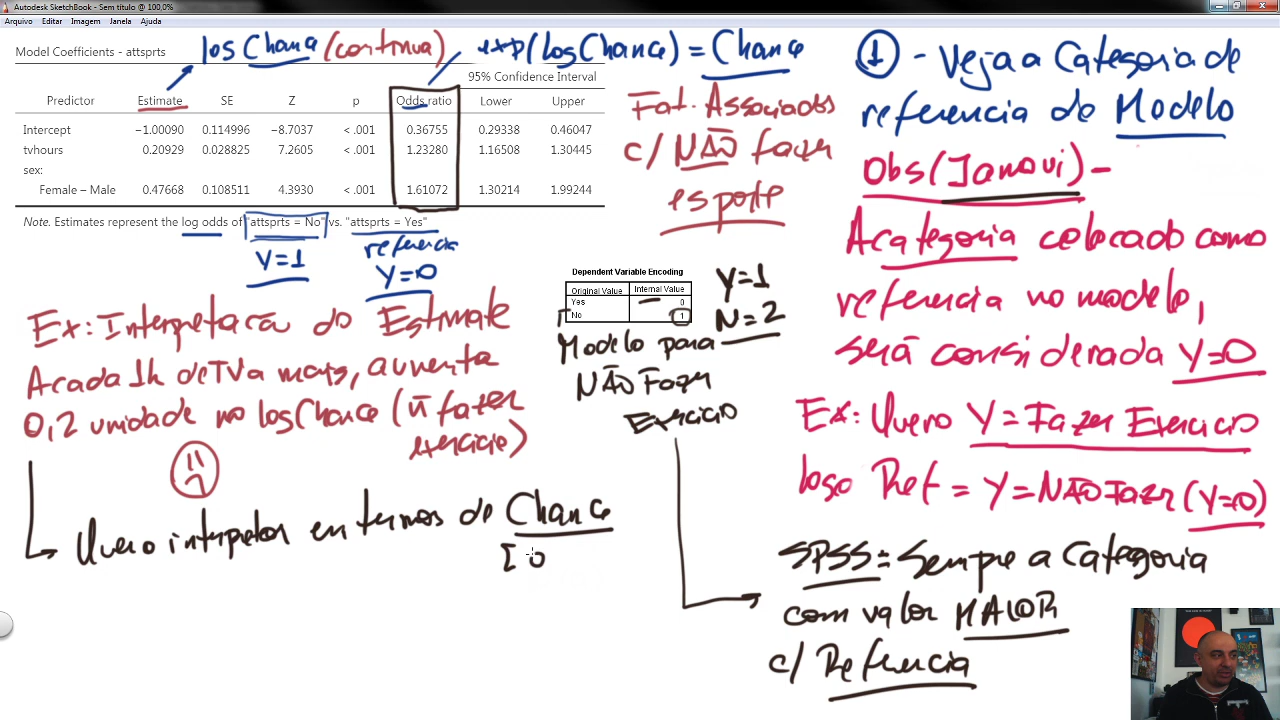 Autodesk SketchBook - Sem título @ 100,0%
Arquivo Editar Imagem Janela Ajuda
Model Coefficients - attsprts
logChance (continua)
exp(logChance) = Chance
95% Confidence Interval
Predictor Estimate SE Z p Odds ratio Lower Upper
Intercept −1.00090 0.114996 −8.7037 < .001 0.36755 0.29338 0.46047
tvhours 0.20929 0.028825 7.2605 < .001 1.23280 1.16508 1.30445
sex:
Female – Male 0.47668 0.108511 4.3930 < .001 1.61072 1.30214 1.99244
Note. Estimates represent the log odds of "attsprts = No" vs. "attsprts = Yes"
Y=1
referencia
Y=0
Fat. Associados
c/ NÃO fazer
esporte
Dependent Variable Encoding
Original Value Internal Value
Yes 0
No 1
Y=1
N=2
Modelo para
NÃO Fazer
Exercicio
Ex: Interpretacão do Estimate
A cada 1h de TV a mais, aumenta
0,2 unidade no logChance (ñ fazer
exercicio)
Quero interpretar em termos de Chance
[ o
1 - Veja a Categoria de
referencia do Modelo
Obs (Jamovi) -
A categoria colocado como
referencia no modelo,
será considerada Y=0
Ex: Quero Y = Fazer Exercicio
logo Ref = Y = NÃO Fazer (Y=0)
SPSS = Sempre a Categoria
com valor MAIOR
c/ Referencia